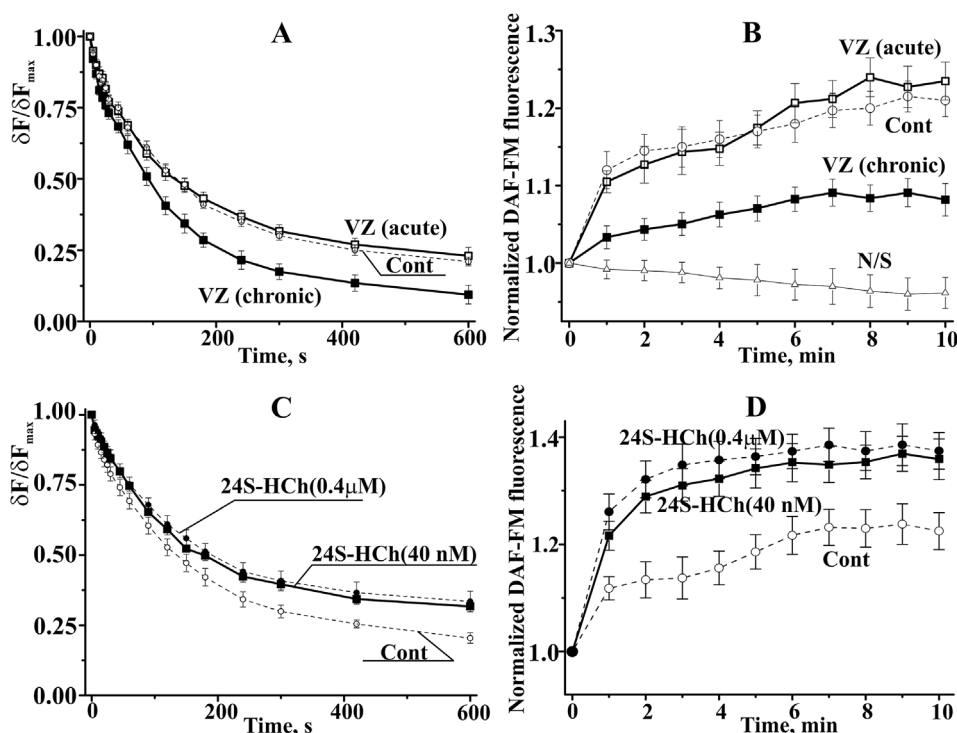 A
δF/δFmax
1.00
0.75
0.50
0.25
0.00
VZ (acute)
Cont
VZ (chronic)
0 200 400 600
Time, s
B
Normalized DAF-FM fluorescence
1.3
1.2
1.1
1.0
VZ (acute)
Cont
VZ (chronic)
N/S
0 2 4 6 8 10
Time, min
C
δF/δFmax
1.00
0.75
0.50
0.25
0.00
24S-HCh(0.4μM)
24S-HCh(40 nM)
Cont
0 200 400 600
Time, s
D
Normalized DAF-FM fluorescence
1.4
1.2
1.0
24S-HCh(0.4μM)
24S-HCh(40 nM)
Cont
0 2 4 6 8 10
Time, min